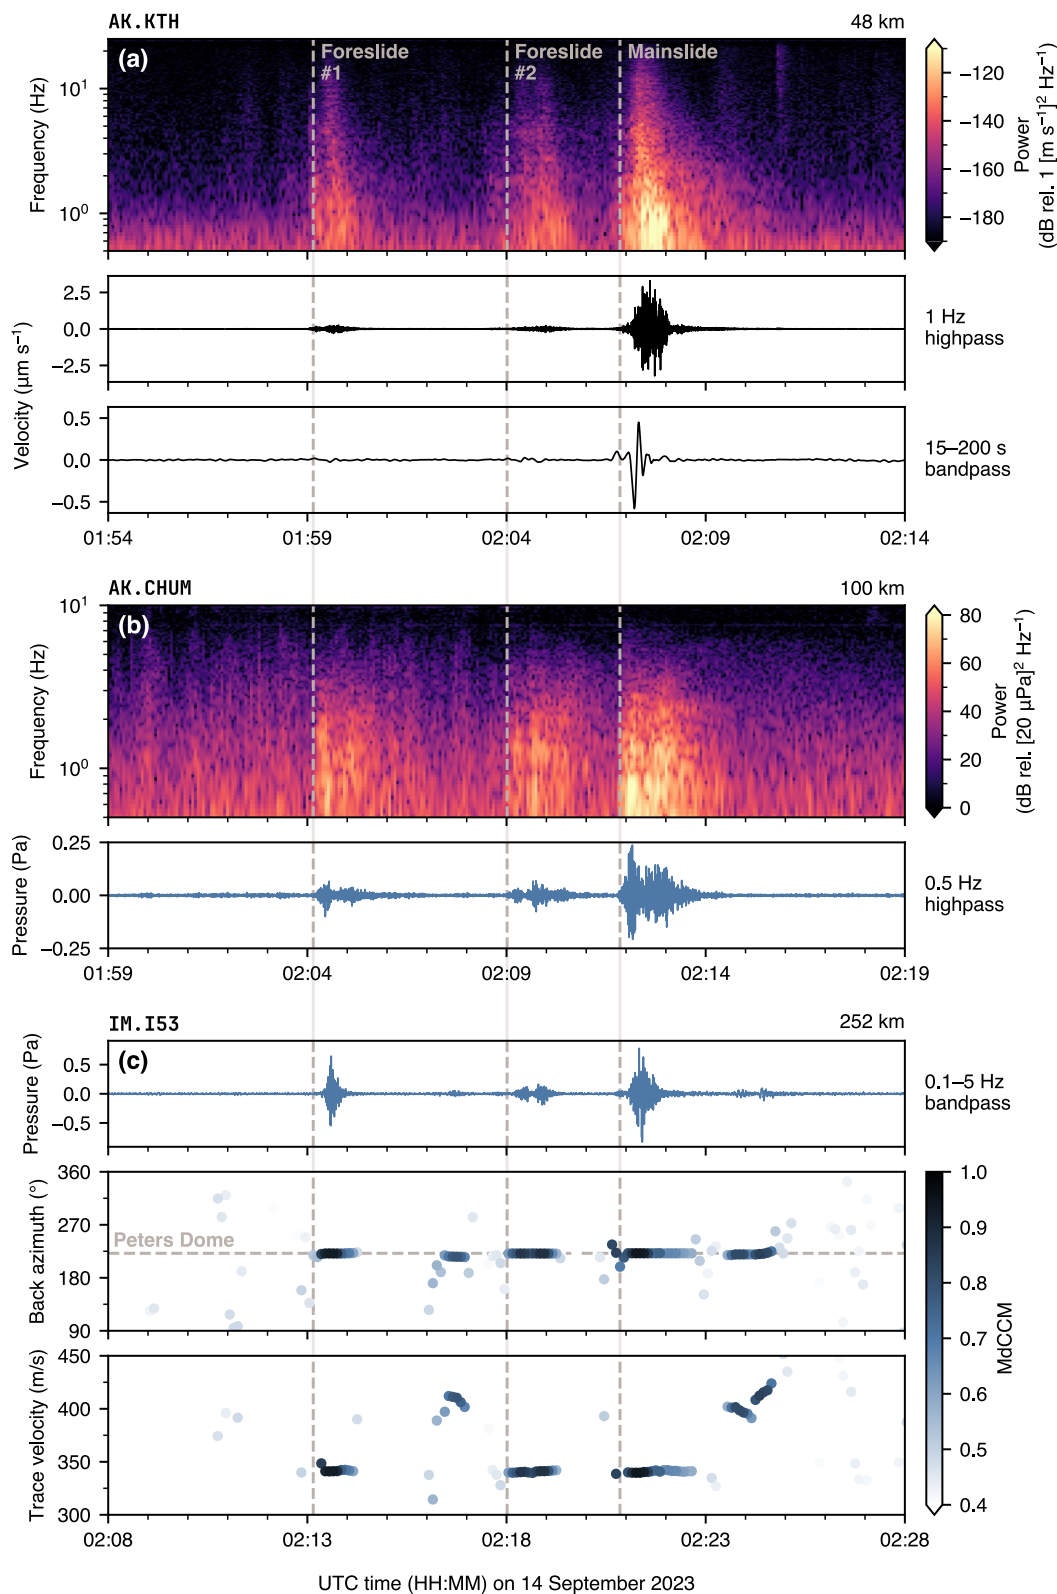 AK.KTH 48 km
(a)
Foreslide #1
Foreslide #2
Mainslide
Frequency (Hz)
10¹
10⁰
−120
−140
−160
−180
Power
(dB rel. 1 [m s⁻¹]² Hz⁻¹)
2.5
0.0
−2.5
1 Hz
highpass
Velocity (µm s⁻¹)
0.5
0.0
−0.5
15–200 s
bandpass
01:54 01:59 02:04 02:09 02:14
AK.CHUM 100 km
(b)
Frequency (Hz)
10¹
10⁰
80
60
40
20
0
Power
(dB rel. [20 µPa]² Hz⁻¹)
Pressure (Pa)
0.25
0.00
−0.25
0.5 Hz
highpass
01:59 02:04 02:09 02:14 02:19
IM.I53 252 km
(c)
Pressure (Pa)
0.5
0.0
−0.5
0.1–5 Hz
bandpass
Back azimuth (°)
360
270
180
90
Peters Dome
Trace velocity (m/s)
450
400
350
300
1.0
0.9
0.8
0.7
0.6
0.5
0.4
MdCCM
02:08 02:13 02:18 02:23 02:28
UTC time (HH:MM) on 14 September 2023